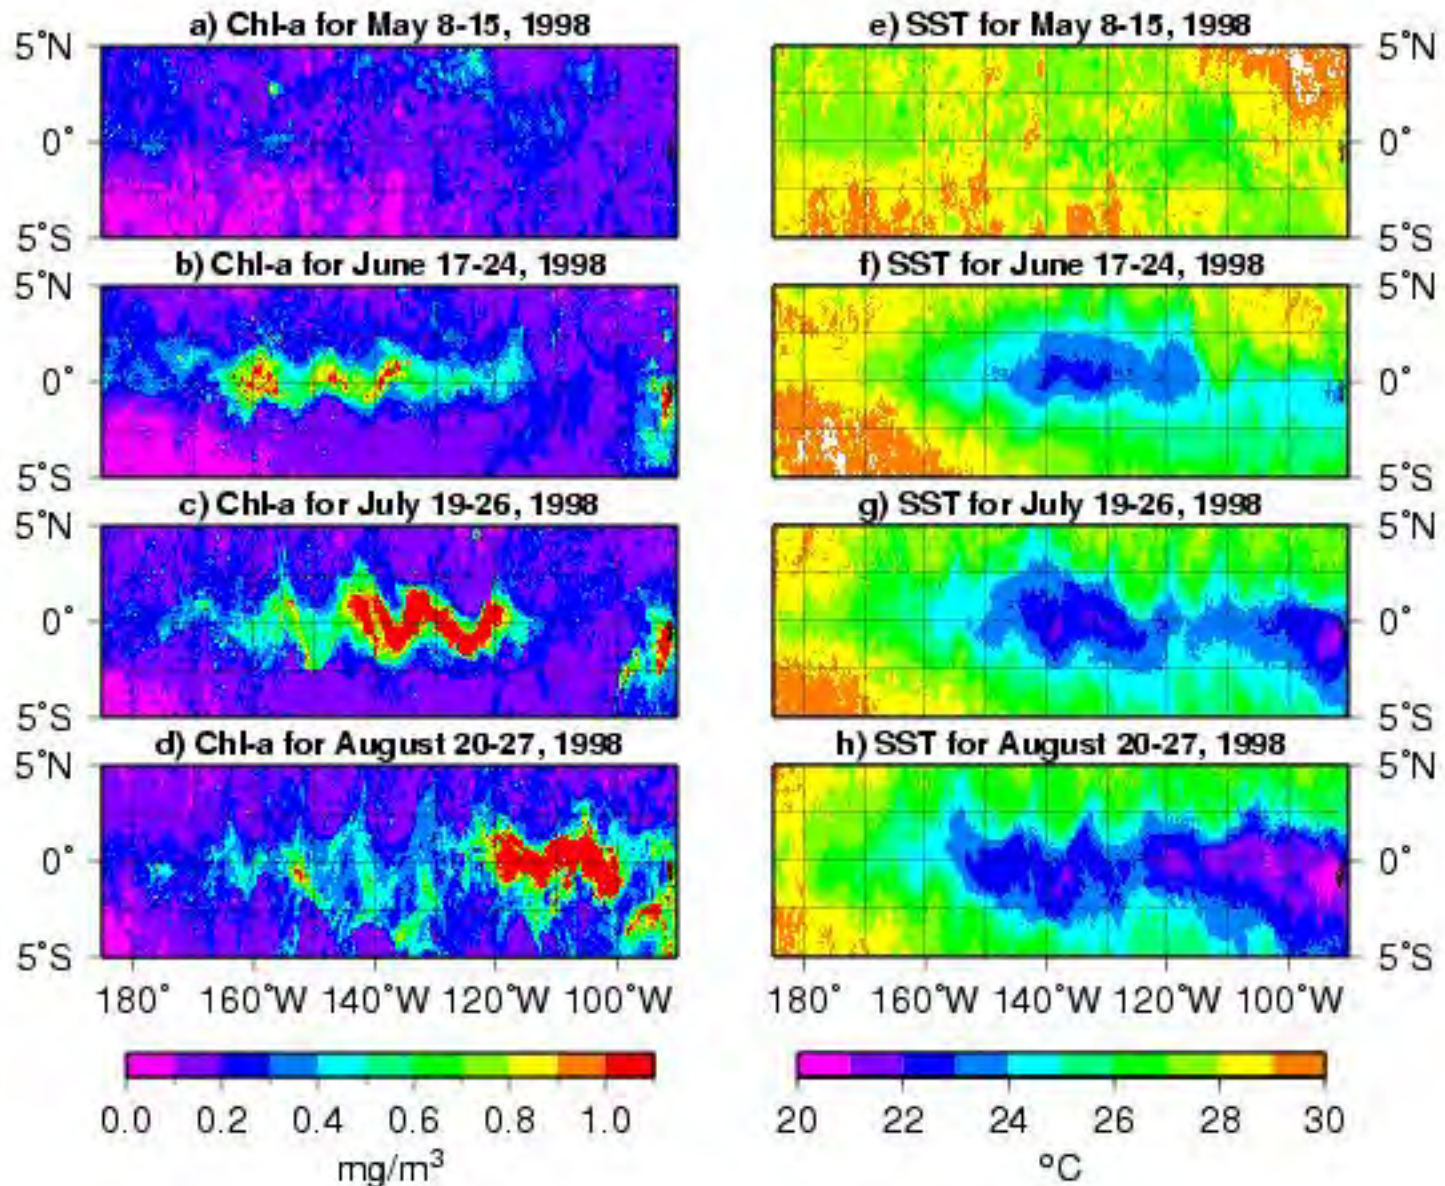 a) Chl-a for May 8-15, 1998 e) SST for May 8-15, 1998
5°N 5°N
0° 0°
5°S 5°S
b) Chl-a for June 17-24, 1998 f) SST for June 17-24, 1998
5°N 5°N
0° 0°
5°S 5°S
c) Chl-a for July 19-26, 1998 g) SST for July 19-26, 1998
5°N 5°N
0° 0°
5°S 5°S
d) Chl-a for August 20-27, 1998 h) SST for August 20-27, 1998
5°N 5°N
0° 0°
5°S 5°S
180° 160°W 140°W 120°W 100°W 180° 160°W 140°W 120°W 100°W
0.0 0.2 0.4 0.6 0.8 1.0 20 22 24 26 28 30
mg/m³ °C